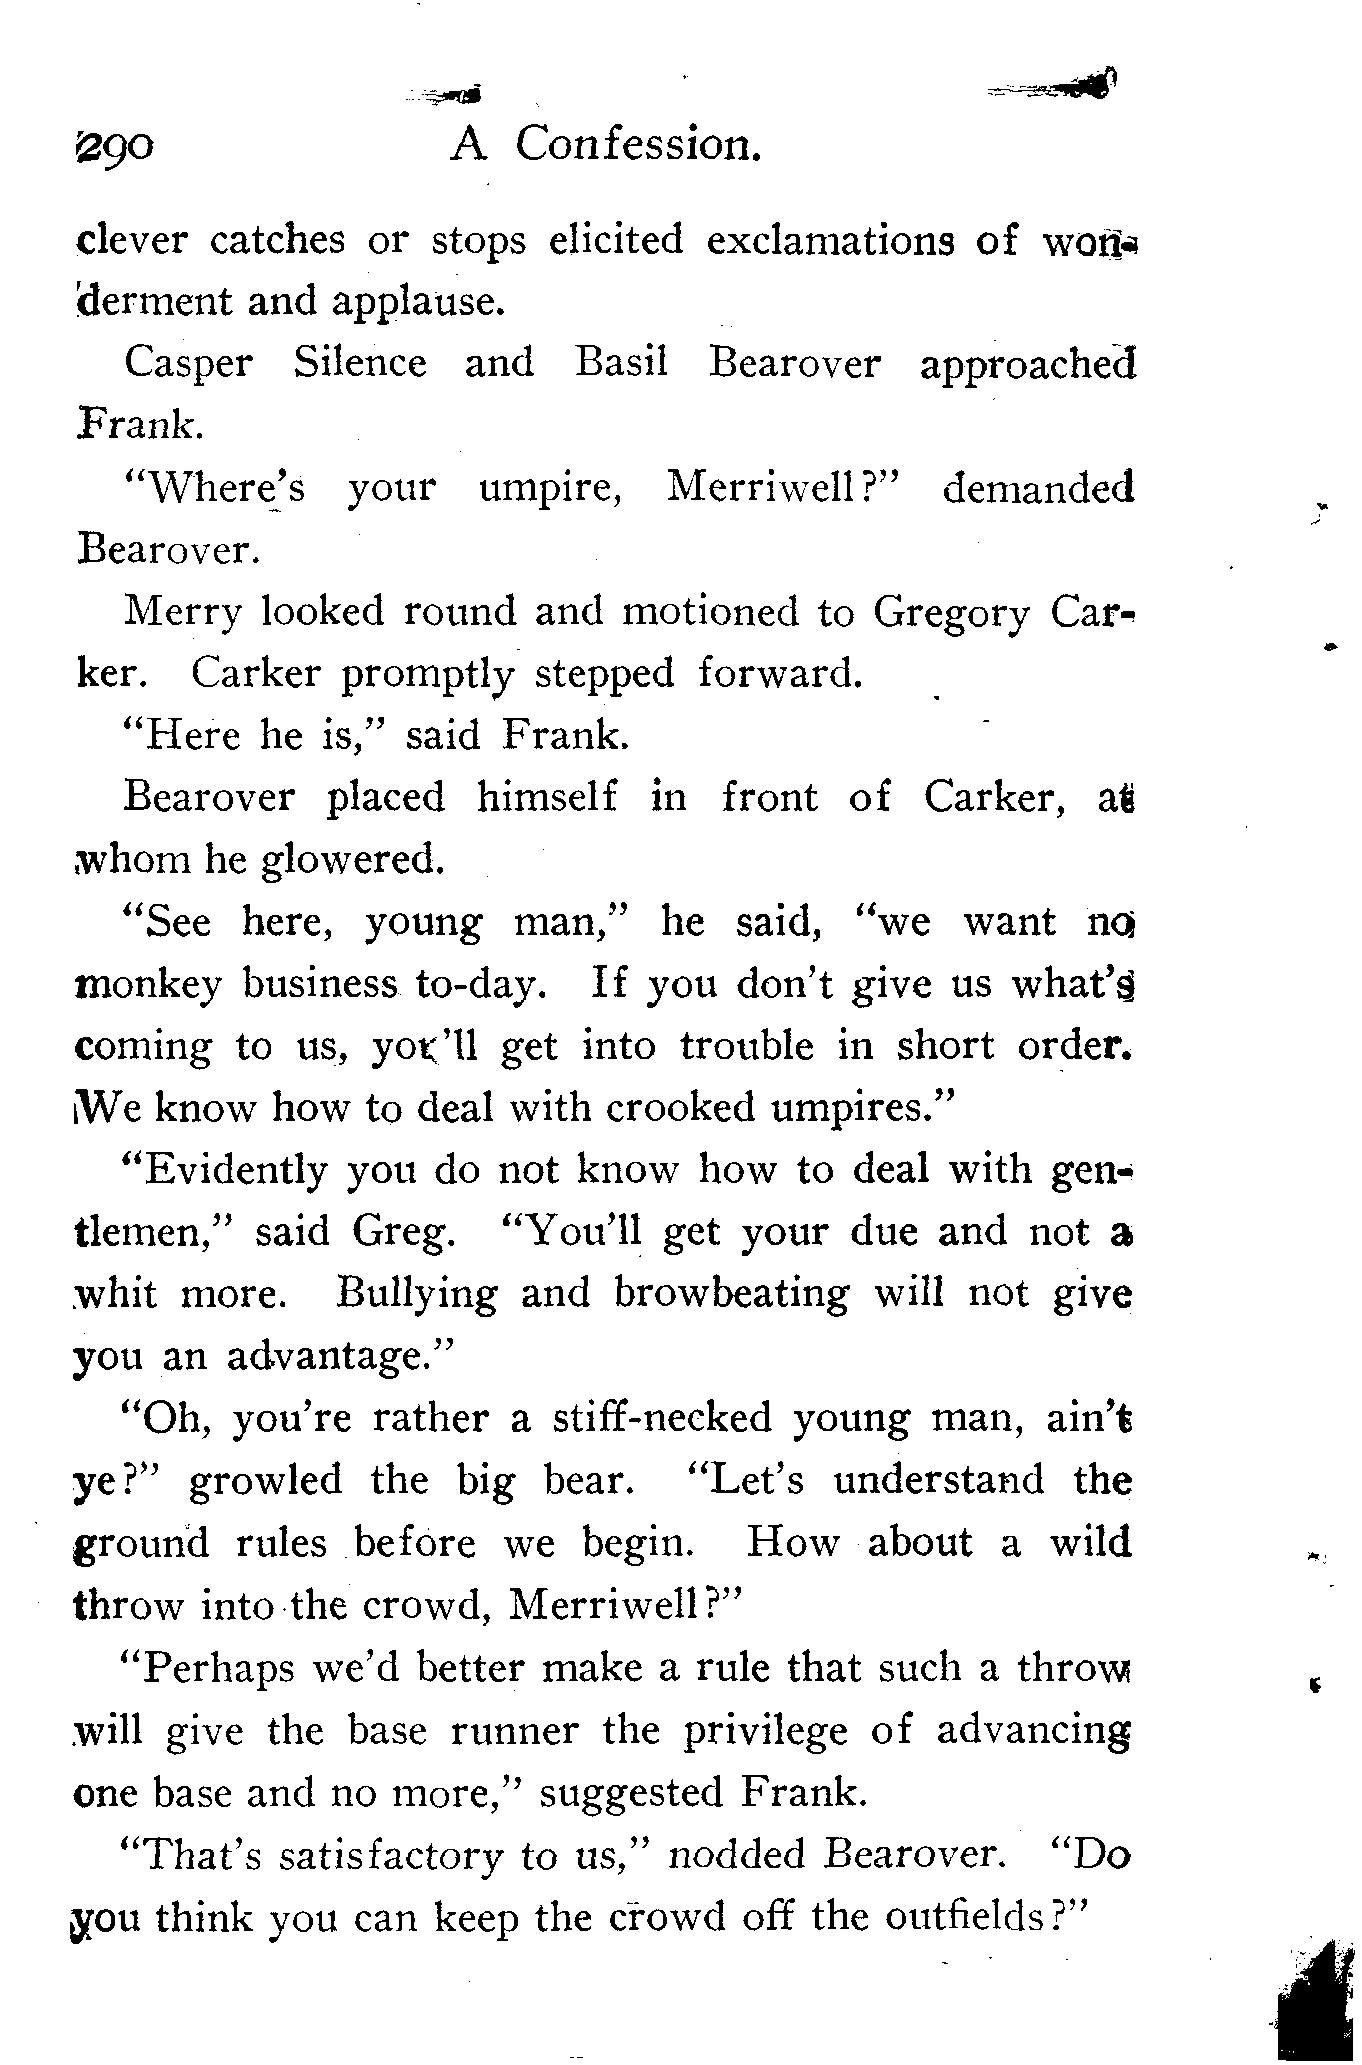 290 A Confession.
clever catches or stops elicited exclamations of won-
derment and applause.
Casper Silence and Basil Bearover approached
Frank.
“Where’s your umpire, Merriwell?” demanded
Bearover.
Merry looked round and motioned to Gregory Car-
ker. Carker promptly stepped forward.
“Here he is,” said Frank.
Bearover placed himself in front of Carker, at
whom he glowered.
“See here, young man,” he said, “we want no
monkey business to-day. If you don’t give us what’s
coming to us, you’ll get into trouble in short order.
We know how to deal with crooked umpires.”
“Evidently you do not know how to deal with gen-
tlemen,” said Greg. “You’ll get your due and not a
whit more. Bullying and browbeating will not give
you an advantage.”
“Oh, you’re rather a stiff-necked young man, ain’t
ye?” growled the big bear. “Let’s understand the
ground rules before we begin. How about a wild
throw into the crowd, Merriwell?”
“Perhaps we’d better make a rule that such a throw
will give the base runner the privilege of advancing
one base and no more,” suggested Frank.
“That’s satisfactory to us,” nodded Bearover. “Do
you think you can keep the crowd off the outfields?”